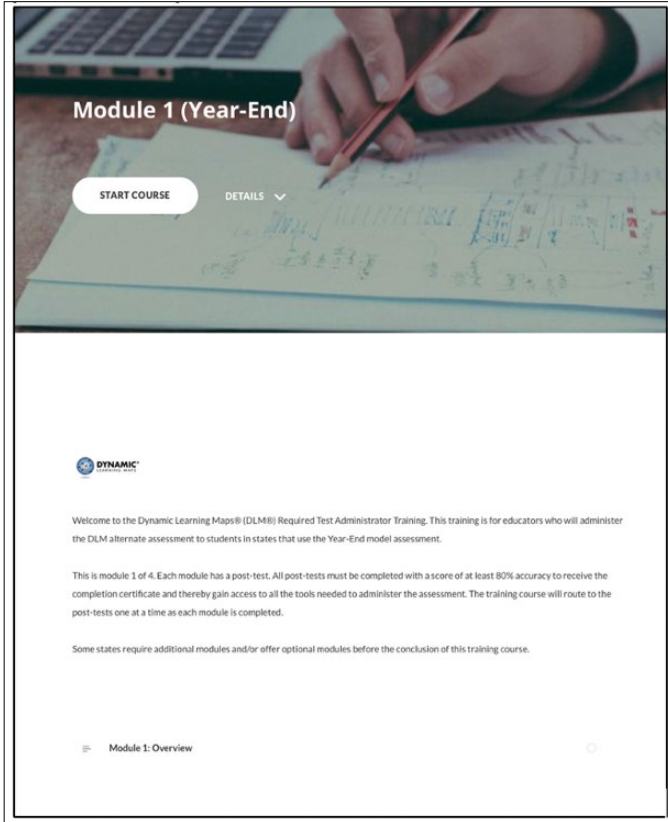 Module 1 (Year-End)
START COURSE
DETAILS
DYNAMIC®
LEARNING MAPS
Welcome to the Dynamic Learning Maps® (DLM®) Required Test Administrator Training. This training is for educators who will administer
the DLM alternate assessment to students in states that use the Year-End model assessment.
This is module 1 of 4. Each module has a post-test. All post-tests must be completed with a score of at least 80% accuracy to receive the
completion certificate and thereby gain access to all the tools needed to administer the assessment. The training course will route to the
post-tests one at a time as each module is completed.
Some states require additional modules and/or offer optional modules before the conclusion of this training course.
Module 1: Overview